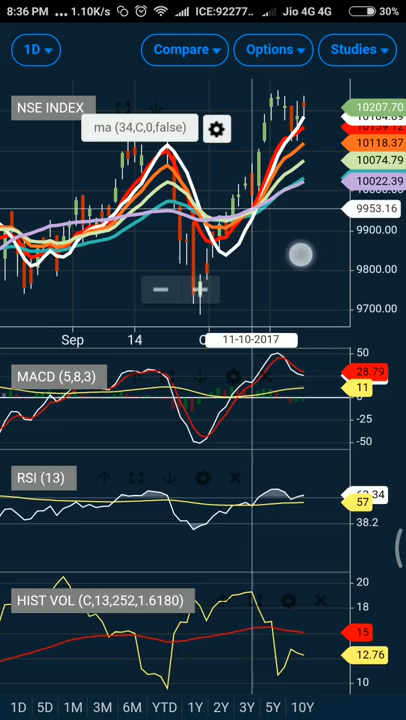 8:36 PM ... 1.10K/s ICE:92277.. Jio 4G 4G 30%
1D Compare Options Studies
NSE INDEX
ma (34,C,0,false)
10207.70
10118.37
10074.79
10022.39
9953.16
9900.00
9800.00
9700.00
Sep 14
11-10-2017
MACD (5,8,3)
50
28.79
11
-25
-50
RSI (13)
57
38.2
HIST VOL (C,13,252,1.6180)
20
18
15
12.76
10
1D 5D 1M 3M 6M YTD 1Y 2Y 3Y 5Y 10Y